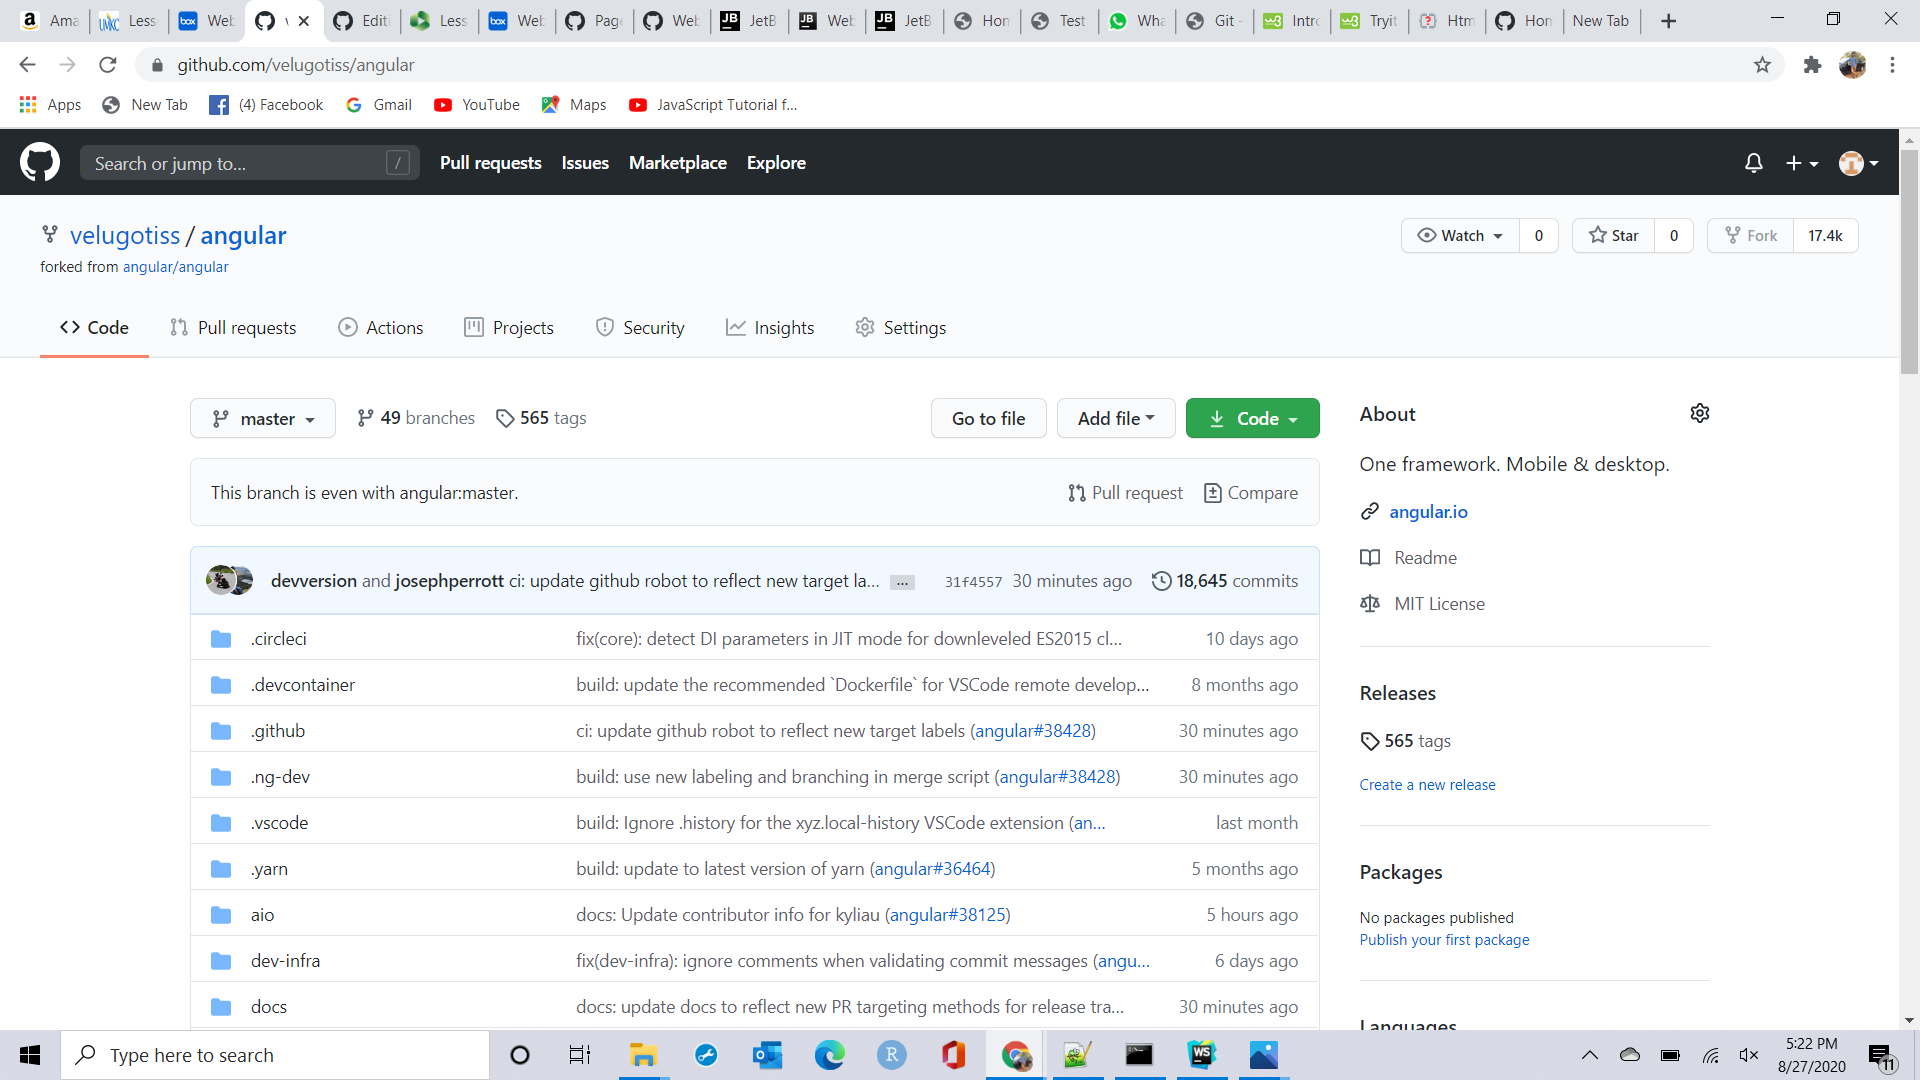 Ama
Less
Web
v
Editi
Less
Web
Page
Web
JetB
Web
JetB
Hom
Test
Wha
Git -
Intro
Tryit
Htm
Hom
New Tab
github.com/velugotiss/angular
Apps New Tab (4) Facebook Gmail YouTube Maps JavaScript Tutorial f...
Search or jump to... / Pull requests Issues Marketplace Explore
velugotiss / angular
Watch 0 Star 0 Fork 17.4k
forked from angular/angular
Code Pull requests Actions Projects Security Insights Settings
master 49 branches 565 tags Go to file Add file Code
This branch is even with angular:master. Pull request Compare
devversion and josephperrott ci: update github robot to reflect new target la... ... 31f4557 30 minutes ago 18,645 commits
.circleci fix(core): detect DI parameters in JIT mode for downleveled ES2015 cl... 10 days ago
.devcontainer build: update the recommended `Dockerfile` for VSCode remote develop... 8 months ago
.github ci: update github robot to reflect new target labels (angular#38428) 30 minutes ago
.ng-dev build: use new labeling and branching in merge script (angular#38428) 30 minutes ago
.vscode build: Ignore .history for the xyz.local-history VSCode extension (an... last month
.yarn build: update to latest version of yarn (angular#36464) 5 months ago
aio docs: Update contributor info for kyliau (angular#38125) 5 hours ago
dev-infra fix(dev-infra): ignore comments when validating commit messages (angu... 6 days ago
docs docs: update docs to reflect new PR targeting methods for release tra... 30 minutes ago
About
One framework. Mobile & desktop.
angular.io
Readme
MIT License
Releases
565 tags
Create a new release
Packages
No packages published
Publish your first package
Languages
Type here to search
5:22 PM
8/27/2020
11